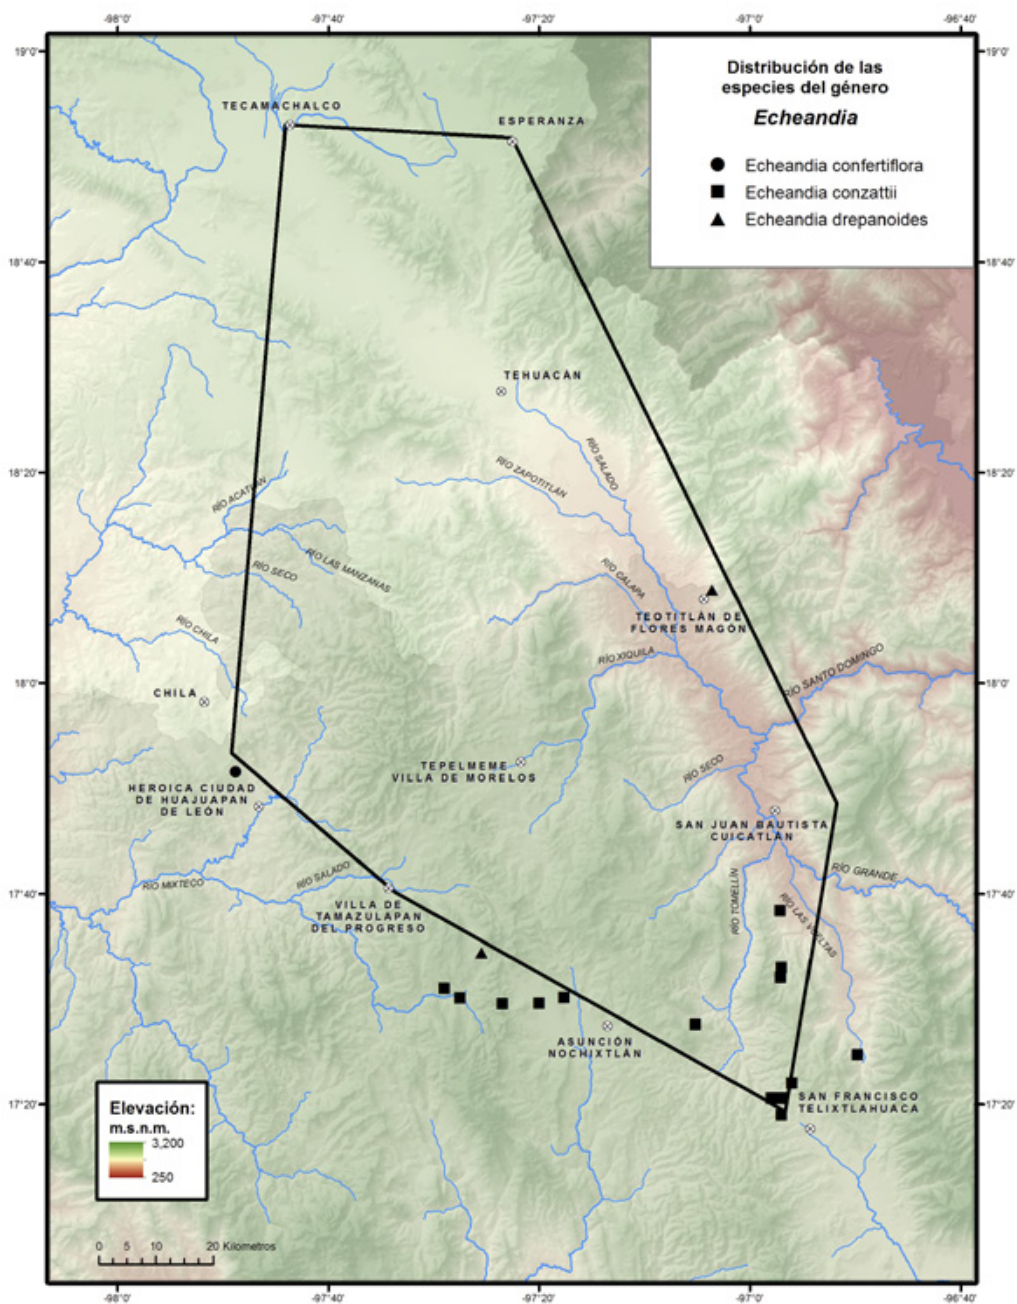 -98°0'
-97°40'
-97°20'
-97°0'
-96°40'
19°0'
19°0'
Distribución de las
especies del género
Echeandia
Echeandia confertiflora
Echeandia conzattii
Echeandia drepanoides
TECAMACHALCO
ESPERANZA
18°40'
18°40'
TEHUACÁN
RÍO SALADO
RÍO ZAPOTITLÁN
18°20'
18°20'
RÍO ACATLÁN
RÍO LAS MANZANAS
RÍO SECO
RÍO CALAPA
TEOTITLÁN DE
FLORES MAGÓN
RÍO CHILA
RÍO XIQUILA
RÍO SANTO DOMINGO
18°0'
18°0'
CHILA
TEPELMEME
VILLA DE MORELOS
RÍO SECO
HEROICA CIUDAD
DE HUAJUAPAN
DE LEÓN
SAN JUAN BAUTISTA
CUICATLÁN
RÍO MIXTECO
RÍO SALADO
RÍO GRANDE
17°40'
17°40'
VILLA DE
TAMAZULAPAN
DEL PROGRESO
RÍO TOMELLÍN
RÍO LAS VUELTAS
ASUNCIÓN
NOCHIXTLÁN
SAN FRANCISCO
TELIXTLAHUACA
17°20'
17°20'
Elevación:
m.s.n.m.
3,200
250
0 5 10 20 Kilometros
-98°0'
-97°40'
-97°20'
-97°0'
-96°40'